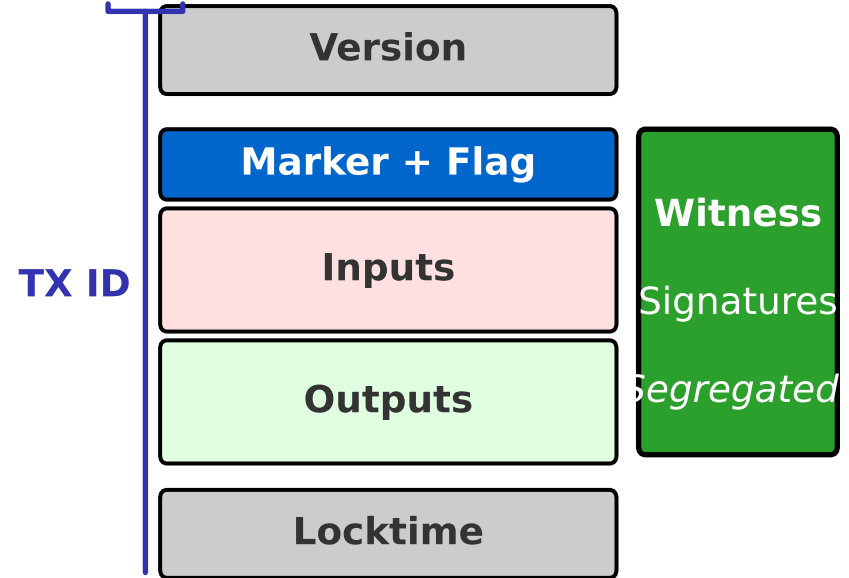 Version
Marker + Flag
Witness
Inputs
TX ID
Signatures
Segregated
Outputs
Locktime